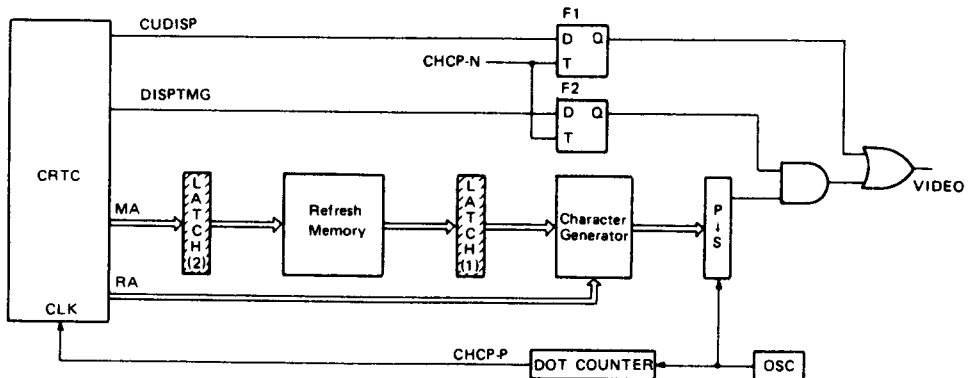 F1
CUDISP
D Q
T
CHCP-N
F2
DISPTMG
D Q
T
CRTC
VIDEO
MA
LATCH (2)
Refresh
Memory
LATCH (1)
Character
Generator
P↓S
RA
CLK
CHCP-P
DOT COUNTER
OSC